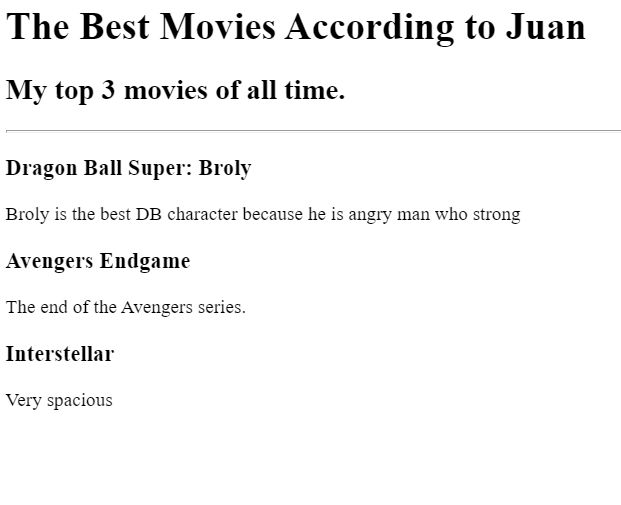 The Best Movies According to Juan
My top 3 movies of all time.
Dragon Ball Super: Broly
Broly is the best DB character because he is angry man who strong
Avengers Endgame
The end of the Avengers series.
Interstellar
Very spacious